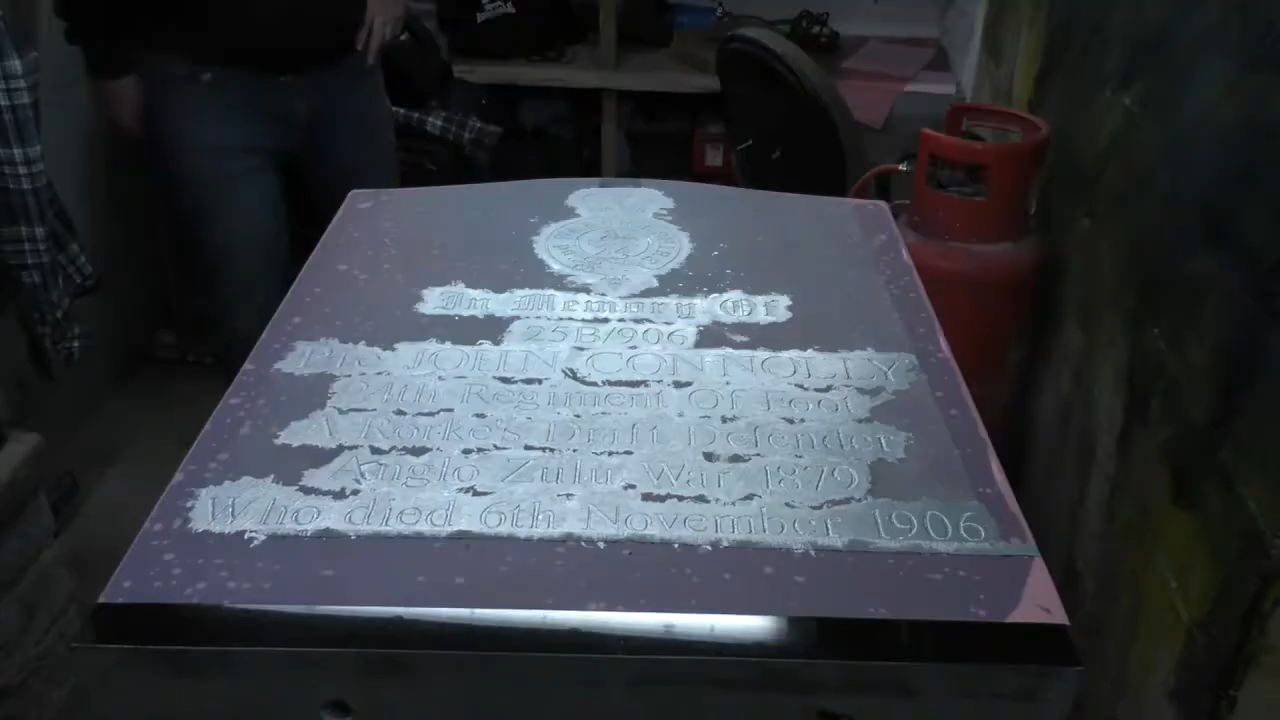 In Memory Of
25B/906
Pte JOHN CONNOLLY
24th Regiment Of Foot
A Rorke's Drift Defender
Anglo Zulu War 1879
Who died 6th November 1906